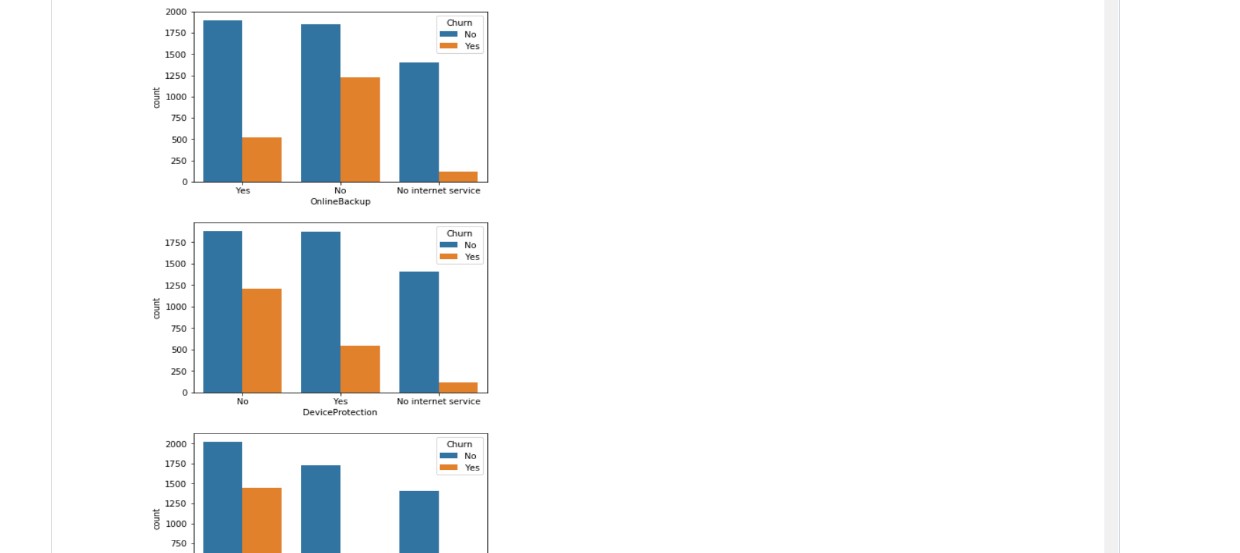 2000
Churn
1750
No
1500
Yes
1250
count
1000
750
500
250
0
Yes No No internet service
OnlineBackup
Churn
1750
No
1500
Yes
1250
count
1000
750
500
250
0
No Yes No internet service
DeviceProtection
2000
Churn
No
1750
Yes
1500
1250
count
1000
750